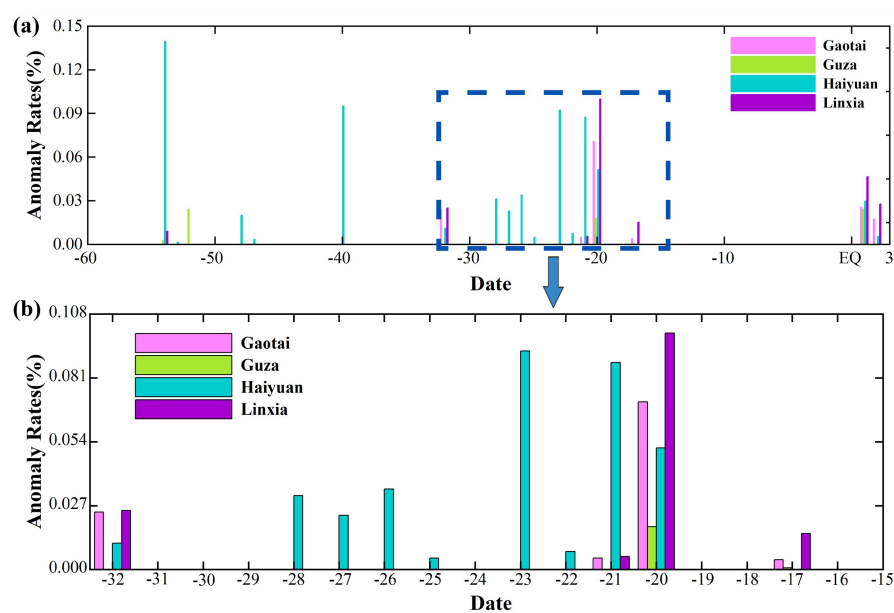 (a)
Anomaly Rates(%)
0.15
0.12
0.09
0.06
0.03
0.00
Gaotai
Guza
Haiyuan
Linxia
-60 -50 -40 -30 -20 -10 EQ 3
Date
(b)
Anomaly Rates(%)
0.108
0.081
0.054
0.027
0.000
Gaotai
Guza
Haiyuan
Linxia
-32 -31 -30 -29 -28 -27 -26 -25 -24 -23 -22 -21 -20 -19 -18 -17 -16 -15
Date